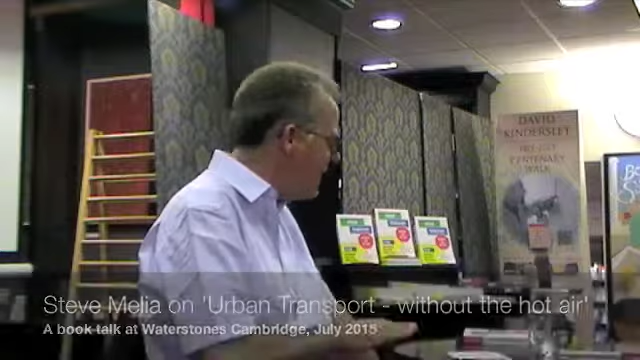 DAVID
KINDERSLEY
CENTENARY
WALK
Steve Melia on 'Urban Transport - without the hot air'
A book talk at Waterstones Cambridge, July 2015